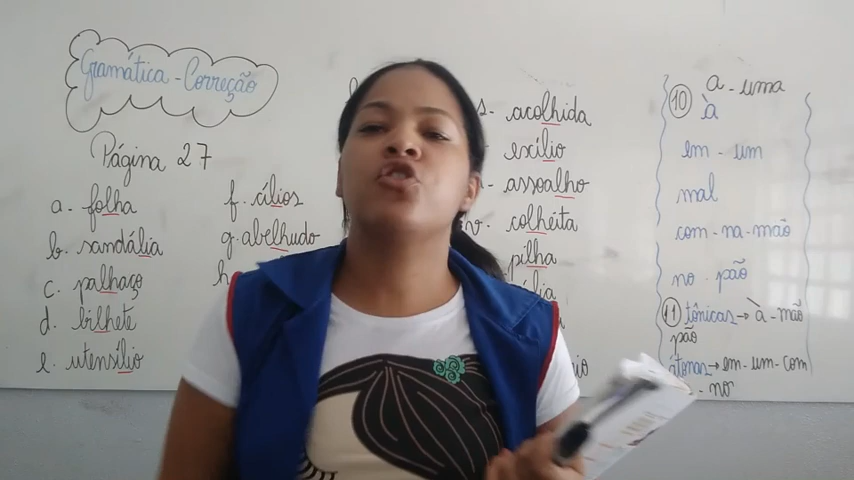 Gramática - Correção
Página 27
a. folha
b. sandália
c. palhaço
d. bilhete
e. utensílio
f. cílios
g. abelhudo
h.
s. acolhida
exílio
- assoalho
v. colheita
pilha
10 a - uma
à
em - um
mal
com - na - mão
no - pão
11 tônicas → à - mão
pão
átonas → em - um - com
- no